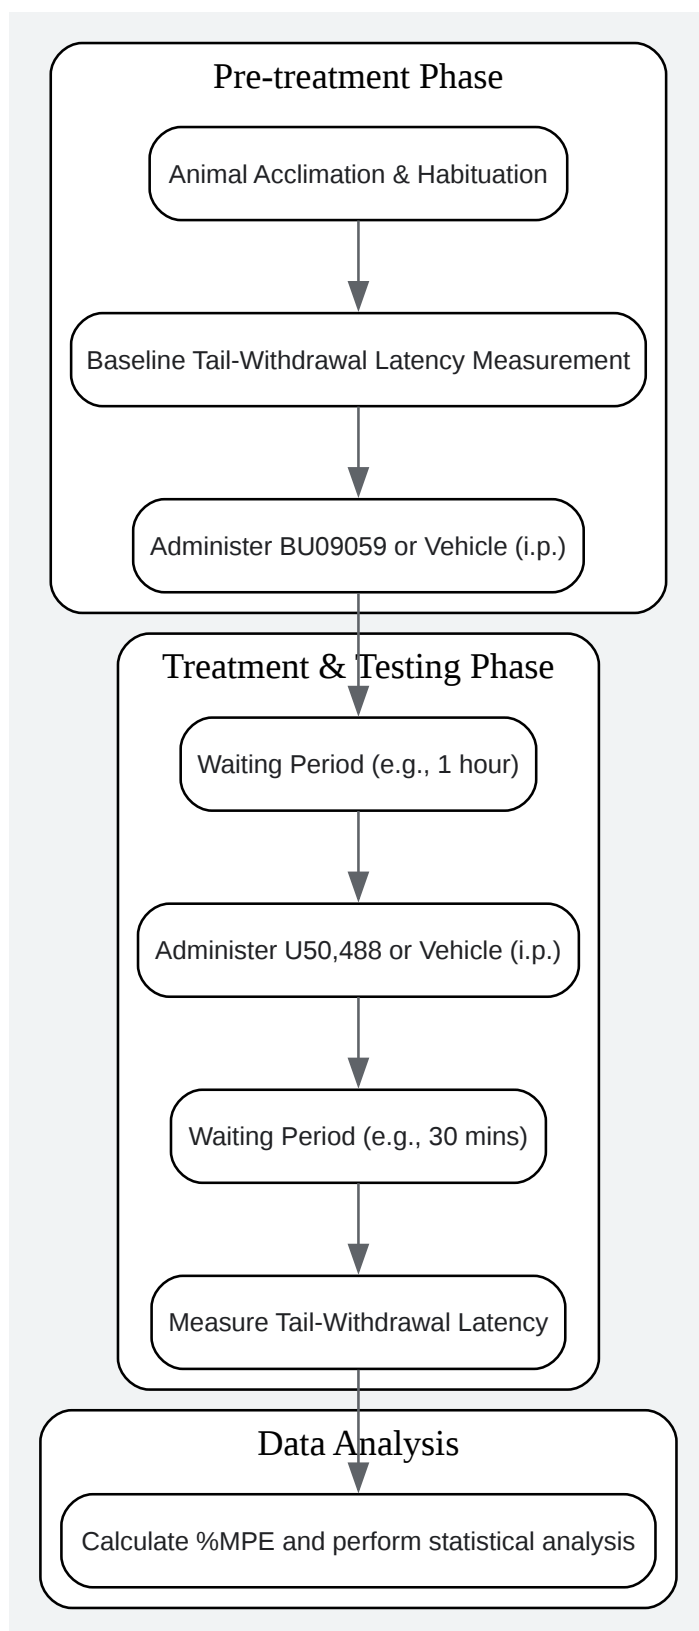 Pre-treatment Phase
Animal Acclimation & Habituation
Baseline Tail-Withdrawal Latency Measurement
Administer BU09059 or Vehicle (i.p.)
Treatment & Testing Phase
Waiting Period (e.g., 1 hour)
Administer U50,488 or Vehicle (i.p.)
Waiting Period (e.g., 30 mins)
Measure Tail-Withdrawal Latency
Data Analysis
Calculate %MPE and perform statistical analysis